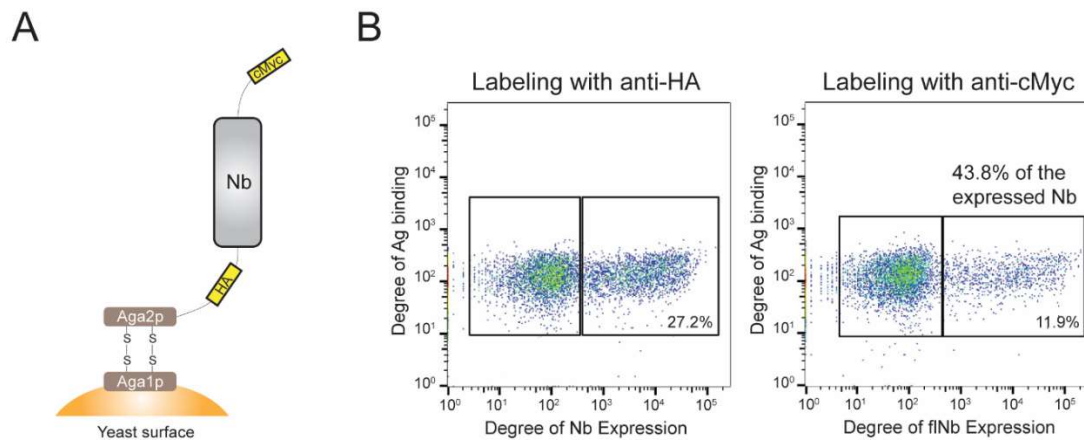 A
cMyc
Nb
HA
Aga2p
S S
S S
Aga1p
Yeast surface
B
Labeling with anti-HA
Degree of Ag binding
10⁵
10⁴
10³
10²
10¹
10⁰
27.2%
10⁰ 10¹ 10² 10³ 10⁴ 10⁵
Degree of Nb Expression
Labeling with anti-cMyc
Degree of Ag binding
10⁵
10⁴
10³
10²
10¹
10⁰
43.8% of the
expressed Nb
11.9%
10⁰ 10¹ 10² 10³ 10⁴ 10⁵
Degree of flNb Expression